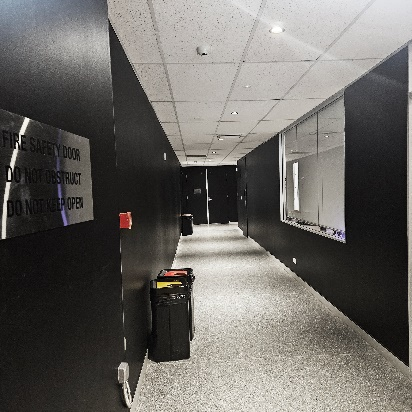 FIRE SAFETY DOOR
DO NOT OBSTRUCT
DO NOT KEEP OPEN